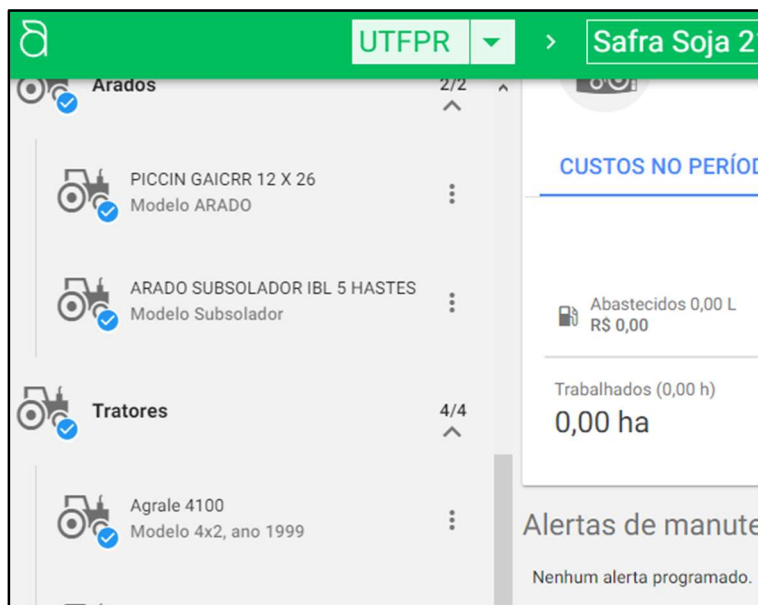 UTFPR
Safra Soja 2
Arados
2/2
PICCIN GAICRR 12 X 26
Modelo ARADO
ARADO SUBSOLADOR IBL 5 HASTES
Modelo Subsolador
Tratores
4/4
Agrale 4100
Modelo 4x2, ano 1999
CUSTOS NO PERÍOD
Abastecidos 0,00 L
R$ 0,00
Trabalhados (0,00 h)
0,00 ha
Alertas de manute
Nenhum alerta programado.